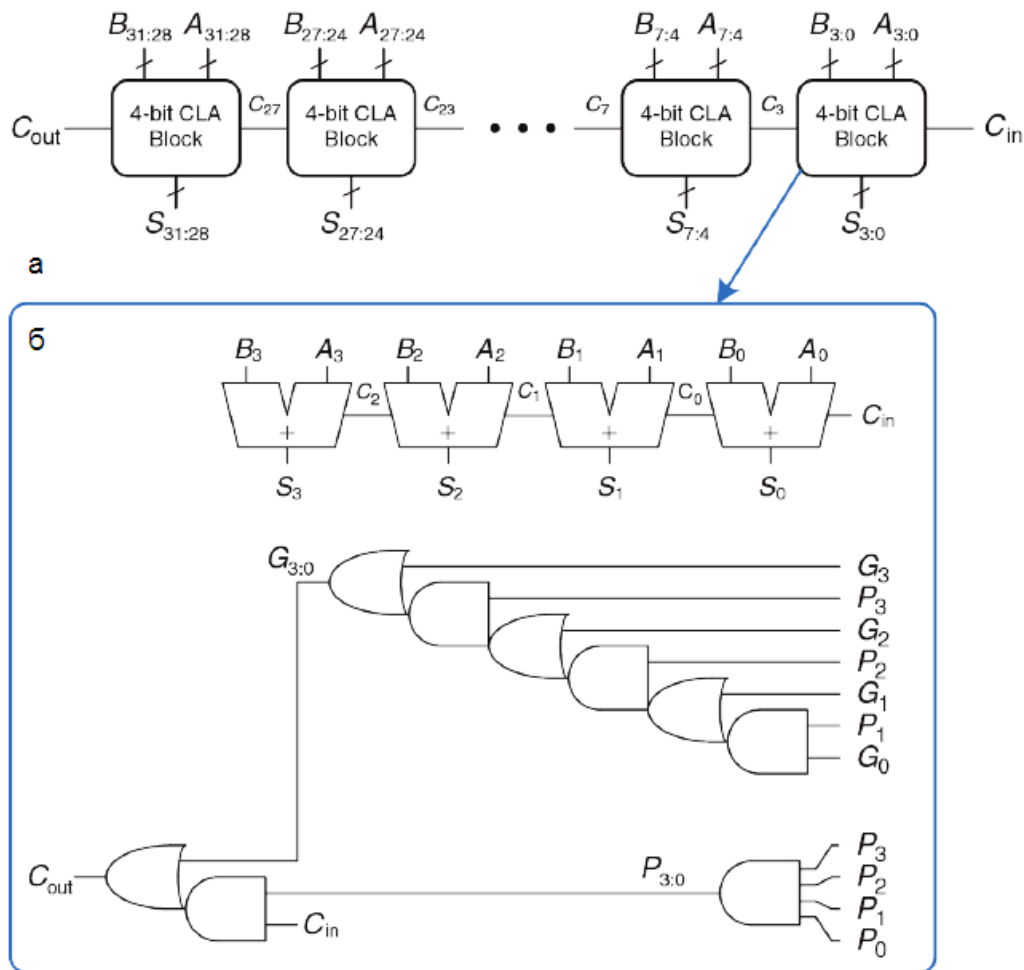 B31:28 A31:28 B27:24 A27:24 B7:4 A7:4 B3:0 A3:0
Cout 4-bit CLA Block C27 4-bit CLA Block C23 • • • C7 4-bit CLA Block C3 4-bit CLA Block Cin
S31:28 S27:24 S7:4 S3:0
а
б
B3 A3 B2 A2 B1 A1 B0 A0
C2 C1 C0 Cin
+ + + +
S3 S2 S1 S0
G3:0 G3
P3
G2
P2
G1
P1
G0
P3:0 P3
Cout P2
Cin P1
P0